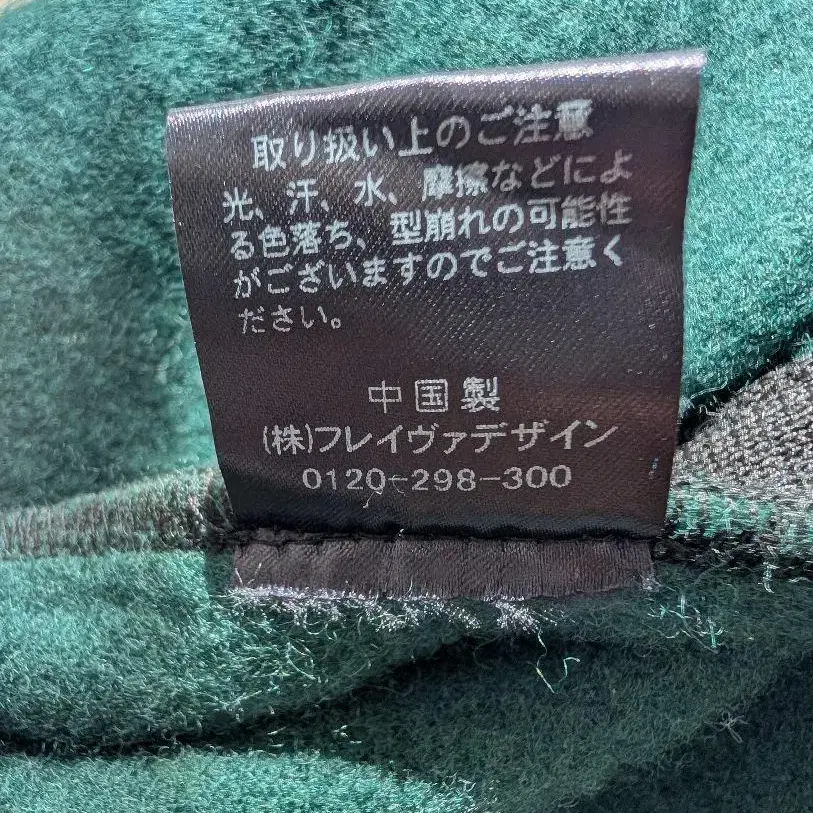 取り扱い上のご注意
光、汗、水、摩擦などによ
る色落ち、型崩れの可能性
がございますのでご注意く
ださい。
中国製
(株)フレイヴァデザイン
0120-298-300